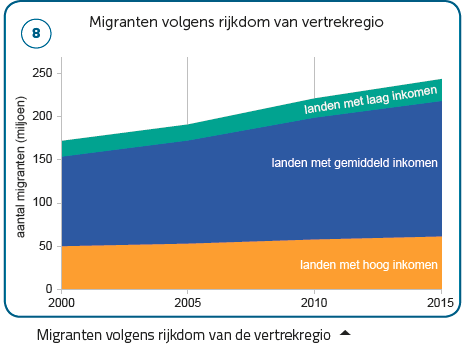 8
Migranten volgens rijkdom van vertrekregio
aantal migranten (miljoen)
250
200
150
100
50
0
landen met laag inkomen
landen met gemiddeld inkomen
landen met hoog inkomen
2000 2005 2010 2015
Migranten volgens rijkdom van de vertrekregio